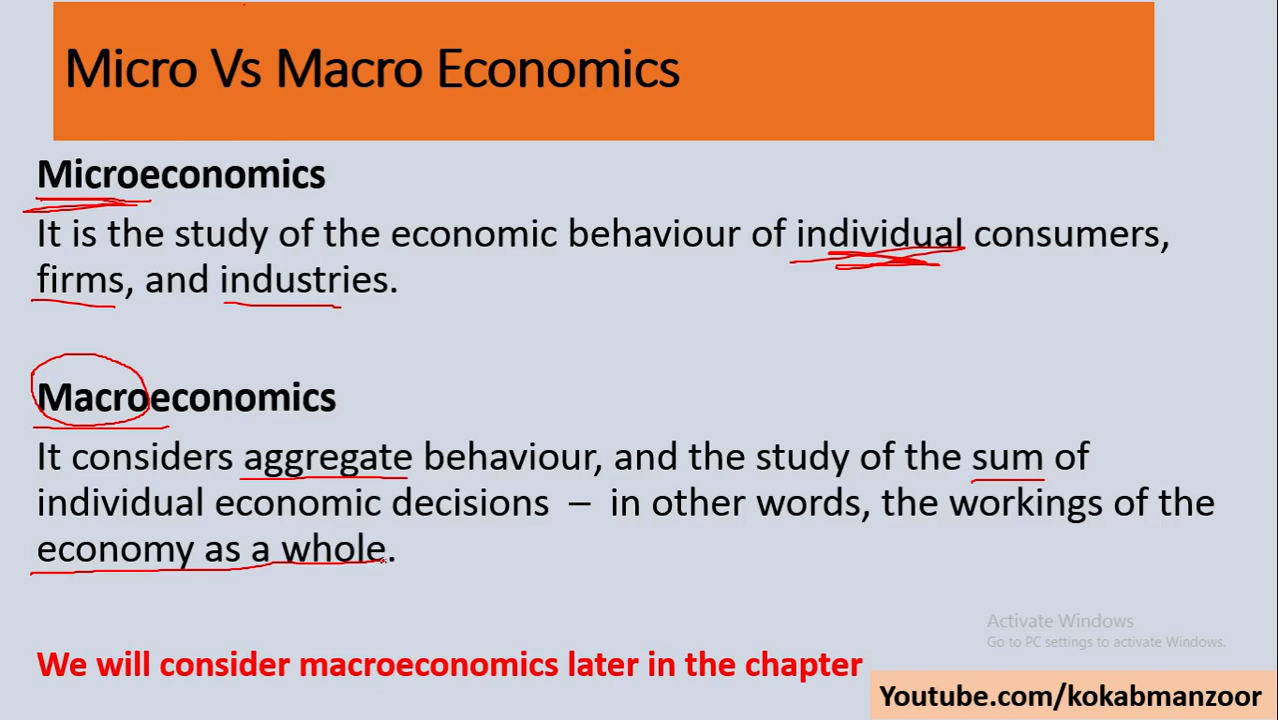 Micro Vs Macro Economics
Microeconomics
It is the study of the economic behaviour of individual consumers,
firms, and industries.
Macroeconomics
It considers aggregate behaviour, and the study of the sum of
individual economic decisions – in other words, the workings of the
economy as a whole.
Activate Windows
Go to PC settings to activate Windows.
We will consider macroeconomics later in the chapter
Youtube.com/kokabmanzoor